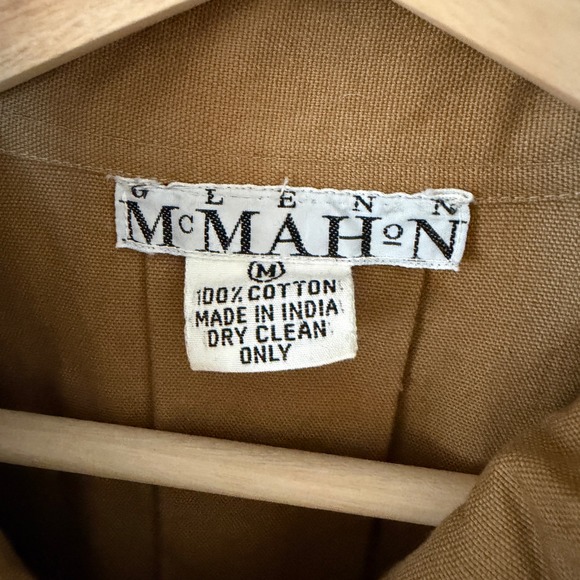 GLENN
McMAHoN
M
100% COTTON
MADE IN INDIA
DRY CLEAN
ONLY